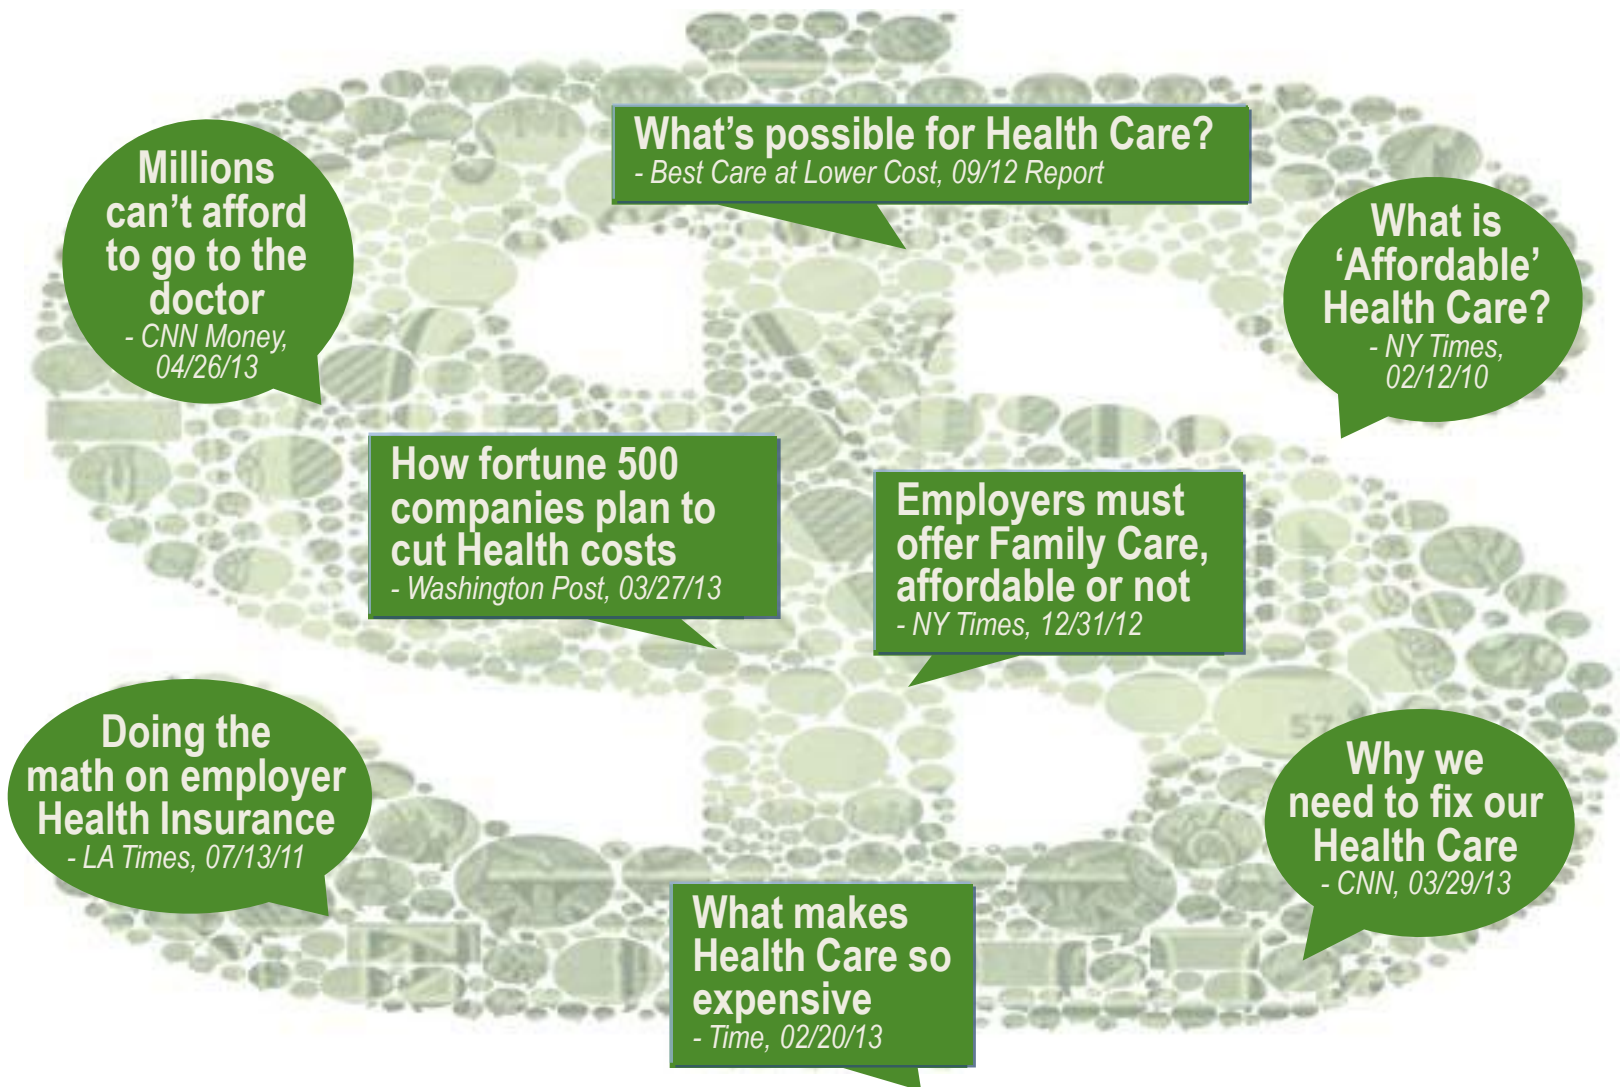 What's possible for Health Care?
- Best Care at Lower Cost, 09/12 Report
Millions
can't afford
to go to the
doctor
- CNN Money,
04/26/13
What is
‘Affordable’
Health Care?
- NY Times,
02/12/10
How fortune 500
companies plan to
cut Health costs
- Washington Post, 03/27/13
Employers must
offer Family Care,
affordable or not
- NY Times, 12/31/12
Doing the
math on employer
Health Insurance
- LA Times, 07/13/11
Why we
need to fix our
Health Care
- CNN, 03/29/13
What makes
Health Care so
expensive
- Time, 02/20/13